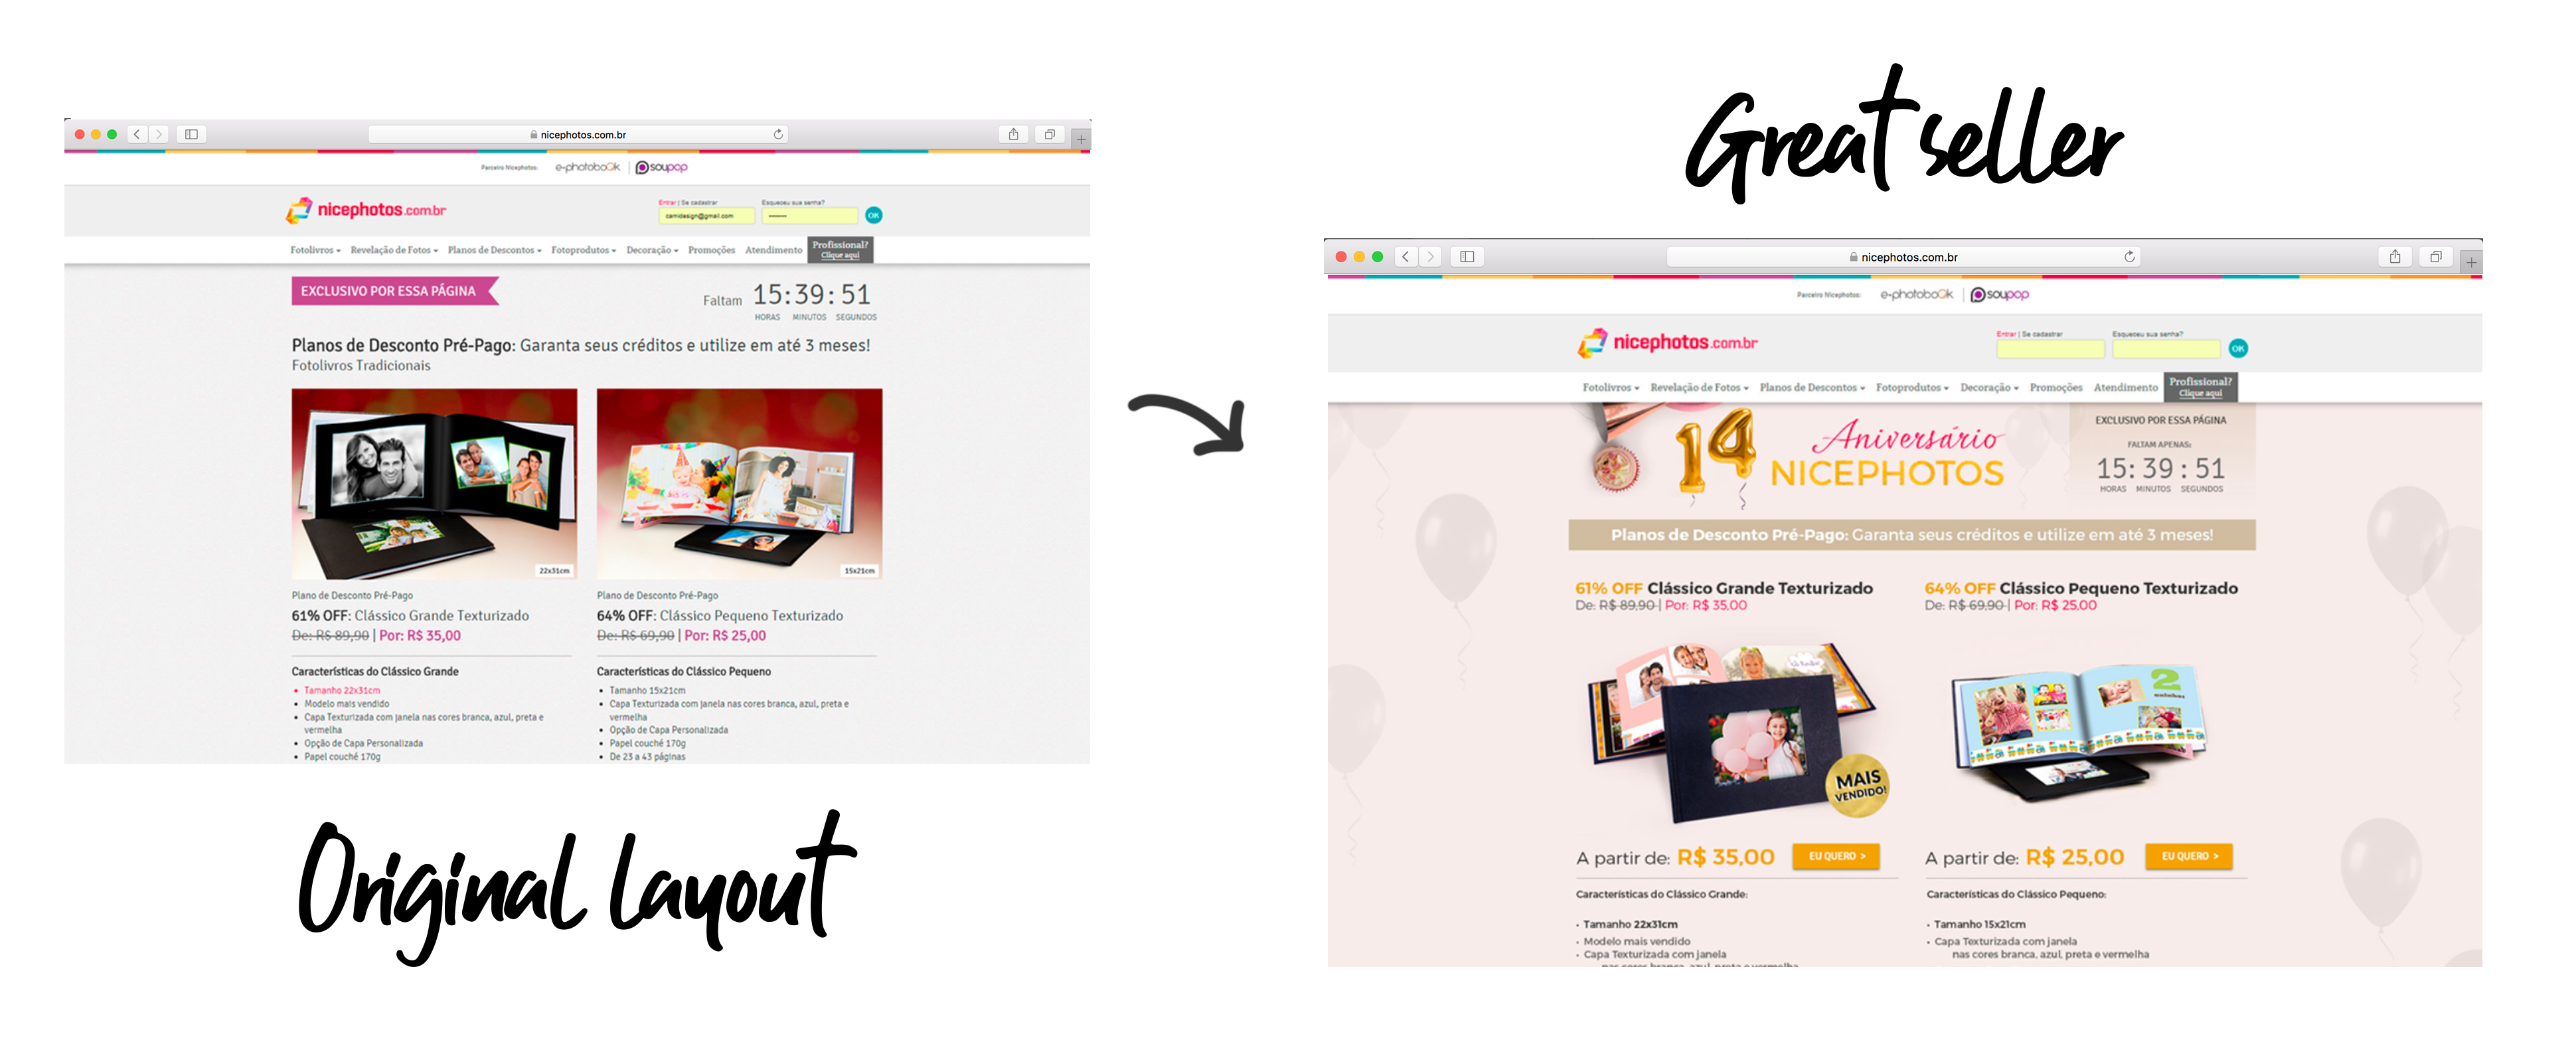 nicephotos.com.br
Parceiro Nicephotos: e-photobook soupop
nicephotos.com.br
Entrar | Se cadastrar Esqueceu sua senha?
camidesign@gmail.com OK
Fotolivros Revelação de Fotos Planos de Descontos Fotoprodutos Decoração Promoções Atendimento Profissional?
Clique aqui
EXCLUSIVO POR ESSA PÁGINA
Faltam 15:39:51
HORAS MINUTOS SEGUNDOS
Planos de Desconto Pré-Pago: Garanta seus créditos e utilize em até 3 meses!
Fotolivros Tradicionais
22x31cm
15x21cm
Plano de Desconto Pré-Pago
61% OFF: Clássico Grande Texturizado
De: R$ 89,90 | Por: R$ 35,00
Características do Clássico Grande
• Tamanho 22x31cm
• Modelo mais vendido
• Capa Texturizada com janela nas cores branca, azul, preta e
vermelha
• Opção de Capa Personalizada
• Papel couché 170g
Plano de Desconto Pré-Pago
64% OFF: Clássico Pequeno Texturizado
De: R$ 69,90 | Por: R$ 25,00
Características do Clássico Pequeno
• Tamanho 15x21cm
• Capa Texturizada com janela nas cores branca, azul, preta e
vermelha
• Opção de Capa Personalizada
• Papel couché 170g
• De 23 a 43 páginas
Original layout
Great seller
nicephotos.com.br
Parceiro Nicephotos: e-photobook soupop
nicephotos.com.br
Entrar | Se cadastrar Esqueceu sua senha?
OK
Fotolivros Revelação de Fotos Planos de Descontos Fotoprodutos Decoração Promoções Atendimento Profissional?
Clique aqui
14 Aniversário
NICEPHOTOS
EXCLUSIVO POR ESSA PÁGINA
FALTAM APENAS:
15:39:51
HORAS MINUTOS SEGUNDOS
Planos de Desconto Pré-Pago: Garanta seus créditos e utilize em até 3 meses!
61% OFF Clássico Grande Texturizado
De: R$ 89,90 | Por: R$ 35,00
MAIS
VENDIDO!
A partir de: R$ 35,00 EU QUERO >
Características do Clássico Grande:
• Tamanho 22x31cm
• Modelo mais vendido
• Capa Texturizada com janela
nas cores branca, azul, preta e vermelha
64% OFF Clássico Pequeno Texturizado
De: R$ 69,90 | Por: R$ 25,00
2
A partir de: R$ 25,00 EU QUERO >
Características do Clássico Pequeno:
• Tamanho 15x21cm
• Capa Texturizada com janela
nas cores branca, azul, preta e vermelha